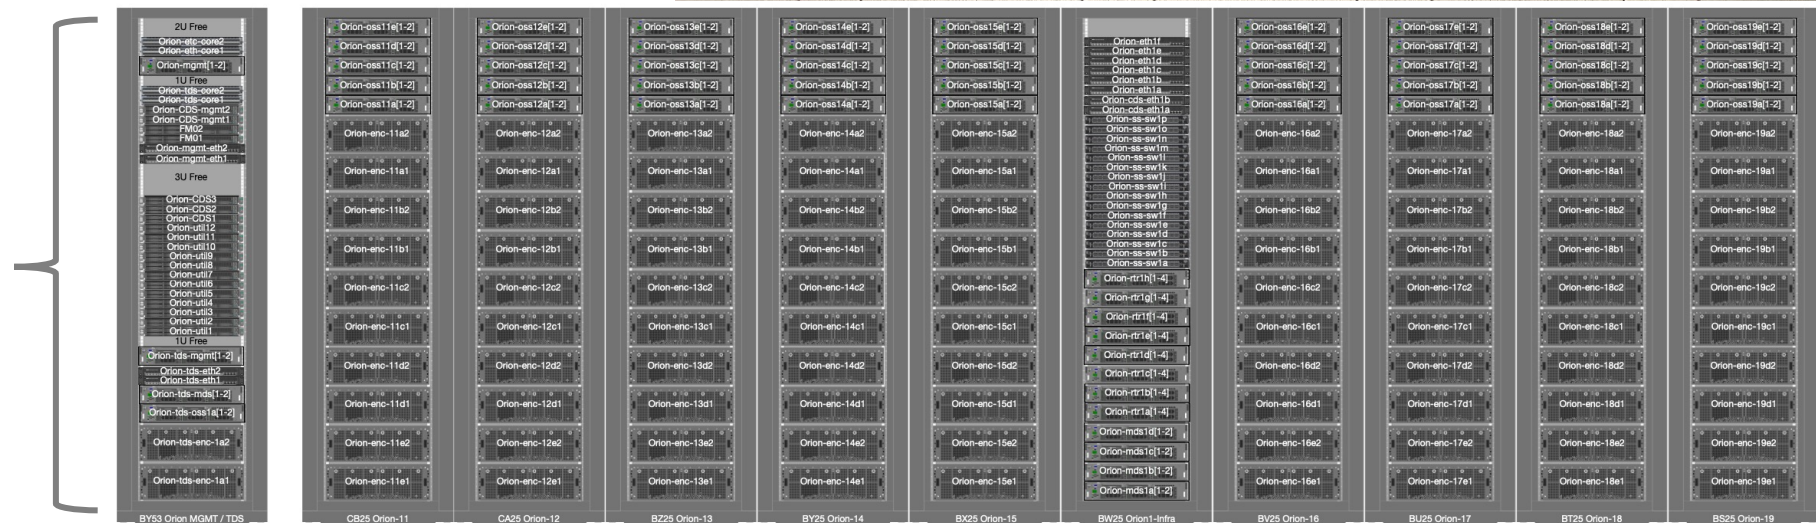 2U Free
Orion-etc-core2
Orion-eth-core1
Orion-mgmt[1-2]
1U Free
Orion-tds-core2
Orion-tds-core1
Orion-CDS-mgmt2
Orion-CDS-mgmt1
FM02
FM01
Orion-mgmt-eth2
Orion-mgmt-eth1
3U Free
Orion-CDS3
Orion-CDS2
Orion-CDS1
Orion-util12
Orion-util11
Orion-util10
Orion-util9
Orion-util8
Orion-util7
Orion-util6
Orion-util5
Orion-util4
Orion-util3
Orion-util2
Orion-util1
1U Free
Orion-tds-mgmt[1-2]
Orion-tds-eth2
Orion-tds-eth1
Orion-tds-mds[1-2]
Orion-tds-oss1a[1-2]
Orion-tds-enc-1a2
Orion-tds-enc-1a1
BY53 Orion MGMT / TDS
Orion-oss11e[1-2]
Orion-oss11d[1-2]
Orion-oss11c[1-2]
Orion-oss11b[1-2]
Orion-oss11a[1-2]
Orion-enc-11a2
Orion-enc-11a1
Orion-enc-11b2
Orion-enc-11b1
Orion-enc-11c2
Orion-enc-11c1
Orion-enc-11d2
Orion-enc-11d1
Orion-enc-11e2
Orion-enc-11e1
CB25 Orion-11
Orion-oss12e[1-2]
Orion-oss12d[1-2]
Orion-oss12c[1-2]
Orion-oss12b[1-2]
Orion-oss12a[1-2]
Orion-enc-12a2
Orion-enc-12a1
Orion-enc-12b2
Orion-enc-12b1
Orion-enc-12c2
Orion-enc-12c1
Orion-enc-12d2
Orion-enc-12d1
Orion-enc-12e2
Orion-enc-12e1
CA25 Orion-12
Orion-oss13e[1-2]
Orion-oss13d[1-2]
Orion-oss13c[1-2]
Orion-oss13b[1-2]
Orion-oss13a[1-2]
Orion-enc-13a2
Orion-enc-13a1
Orion-enc-13b2
Orion-enc-13b1
Orion-enc-13c2
Orion-enc-13c1
Orion-enc-13d2
Orion-enc-13d1
Orion-enc-13e2
Orion-enc-13e1
BZ25 Orion-13
Orion-oss14e[1-2]
Orion-oss14d[1-2]
Orion-oss14c[1-2]
Orion-oss14b[1-2]
Orion-oss14a[1-2]
Orion-enc-14a2
Orion-enc-14a1
Orion-enc-14b2
Orion-enc-14b1
Orion-enc-14c2
Orion-enc-14c1
Orion-enc-14d2
Orion-enc-14d1
Orion-enc-14e2
Orion-enc-14e1
BY25 Orion-14
Orion-oss15e[1-2]
Orion-oss15d[1-2]
Orion-oss15c[1-2]
Orion-oss15b[1-2]
Orion-oss15a[1-2]
Orion-enc-15a2
Orion-enc-15a1
Orion-enc-15b2
Orion-enc-15b1
Orion-enc-15c2
Orion-enc-15c1
Orion-enc-15d2
Orion-enc-15d1
Orion-enc-15e2
Orion-enc-15e1
BX25 Orion-15
Orion-eth1f
Orion-eth1e
Orion-eth1d
Orion-eth1c
Orion-eth1b
Orion-eth1a
Orion-cds-eth1b
Orion-cds-eth1a
Orion-ss-sw1p
Orion-ss-sw1o
Orion-ss-sw1n
Orion-ss-sw1m
Orion-ss-sw1l
Orion-ss-sw1k
Orion-ss-sw1j
Orion-ss-sw1i
Orion-ss-sw1h
Orion-ss-sw1g
Orion-ss-sw1f
Orion-ss-sw1e
Orion-ss-sw1d
Orion-ss-sw1c
Orion-ss-sw1b
Orion-ss-sw1a
Orion-rtr1h[1-4]
Orion-rtr1g[1-4]
Orion-rtr1f[1-4]
Orion-rtr1e[1-4]
Orion-rtr1d[1-4]
Orion-rtr1c[1-4]
Orion-rtr1b[1-4]
Orion-rtr1a[1-4]
Orion-mds1d[1-2]
Orion-mds1c[1-2]
Orion-mds1b[1-2]
Orion-mds1a[1-2]
BW25 Orion1-Infra
Orion-oss16e[1-2]
Orion-oss16d[1-2]
Orion-oss16c[1-2]
Orion-oss16b[1-2]
Orion-oss16a[1-2]
Orion-enc-16a2
Orion-enc-16a1
Orion-enc-16b2
Orion-enc-16b1
Orion-enc-16c2
Orion-enc-16c1
Orion-enc-16d2
Orion-enc-16d1
Orion-enc-16e2
Orion-enc-16e1
BV25 Orion-16
Orion-oss17e[1-2]
Orion-oss17d[1-2]
Orion-oss17c[1-2]
Orion-oss17b[1-2]
Orion-oss17a[1-2]
Orion-enc-17a2
Orion-enc-17a1
Orion-enc-17b2
Orion-enc-17b1
Orion-enc-17c2
Orion-enc-17c1
Orion-enc-17d2
Orion-enc-17d1
Orion-enc-17e2
Orion-enc-17e1
BU25 Orion-17
Orion-oss18e[1-2]
Orion-oss18d[1-2]
Orion-oss18c[1-2]
Orion-oss18b[1-2]
Orion-oss18a[1-2]
Orion-enc-18a2
Orion-enc-18a1
Orion-enc-18b2
Orion-enc-18b1
Orion-enc-18c2
Orion-enc-18c1
Orion-enc-18d2
Orion-enc-18d1
Orion-enc-18e2
Orion-enc-18e1
BT25 Orion-18
Orion-oss19e[1-2]
Orion-oss19d[1-2]
Orion-oss19c[1-2]
Orion-oss19b[1-2]
Orion-oss19a[1-2]
Orion-enc-19a2
Orion-enc-19a1
Orion-enc-19b2
Orion-enc-19b1
Orion-enc-19c2
Orion-enc-19c1
Orion-enc-19d2
Orion-enc-19d1
Orion-enc-19e2
Orion-enc-19e1
BS25 Orion-19